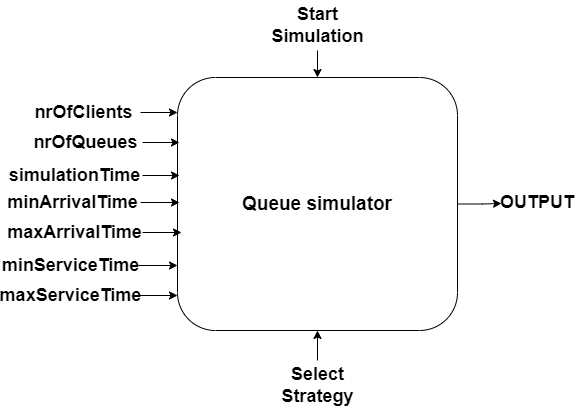 Start
Simulation
nrOfClients
nrOfQueues
simulationTime
minArrivalTime
maxArrivalTime
minServiceTime
maxServiceTime
Queue simulator
OUTPUT
Select
Strategy